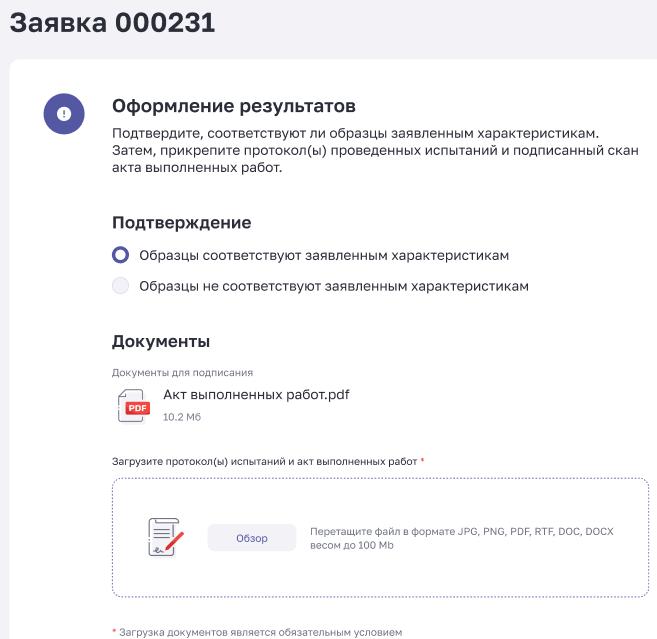 Заявка 000231
Оформление результатов
Подтвердите, соответствуют ли образцы заявленным характеристикам.
Затем, прикрепите протокол(ы) проведенных испытаний и подписанный скан
акта выполненных работ.
Подтверждение
Образцы соответствуют заявленным характеристикам
Образцы не соответствуют заявленным характеристикам
Документы
Документы для подписания
PDF
Акт выполненных работ.pdf
10.2 Мб
Загрузите протокол(ы) испытаний и акт выполненных работ *
Обзор
Перетащите файл в формате JPG, PNG, PDF, RTF, DOC, DOCX
весом до 100 Mb
* Загрузка документов является обязательным условием